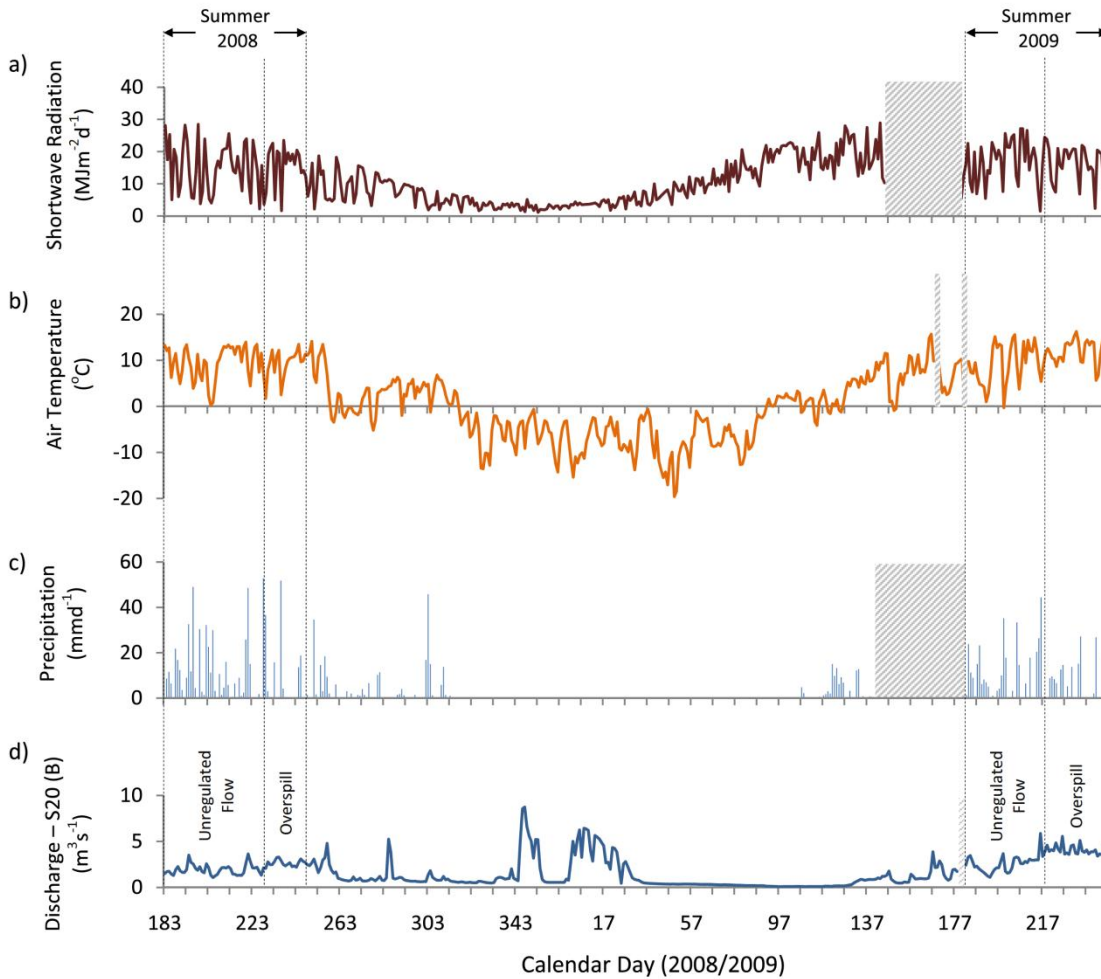 Summer
2008
Summer
2009
a)
Shortwave Radiation
(MJm⁻²d⁻¹)
40
30
20
10
0
b)
Air Temperature
(°C)
20
10
0
-10
-20
c)
Precipitation
(mmd⁻¹)
60
40
20
0
d)
Discharge – S20 (B)
(m³s⁻¹)
10
5
0
Unregulated
Flow
Overspill
Unregulated
Flow
Overspill
183 223 263 303 343 17 57 97 137 177 217
Calendar Day (2008/2009)